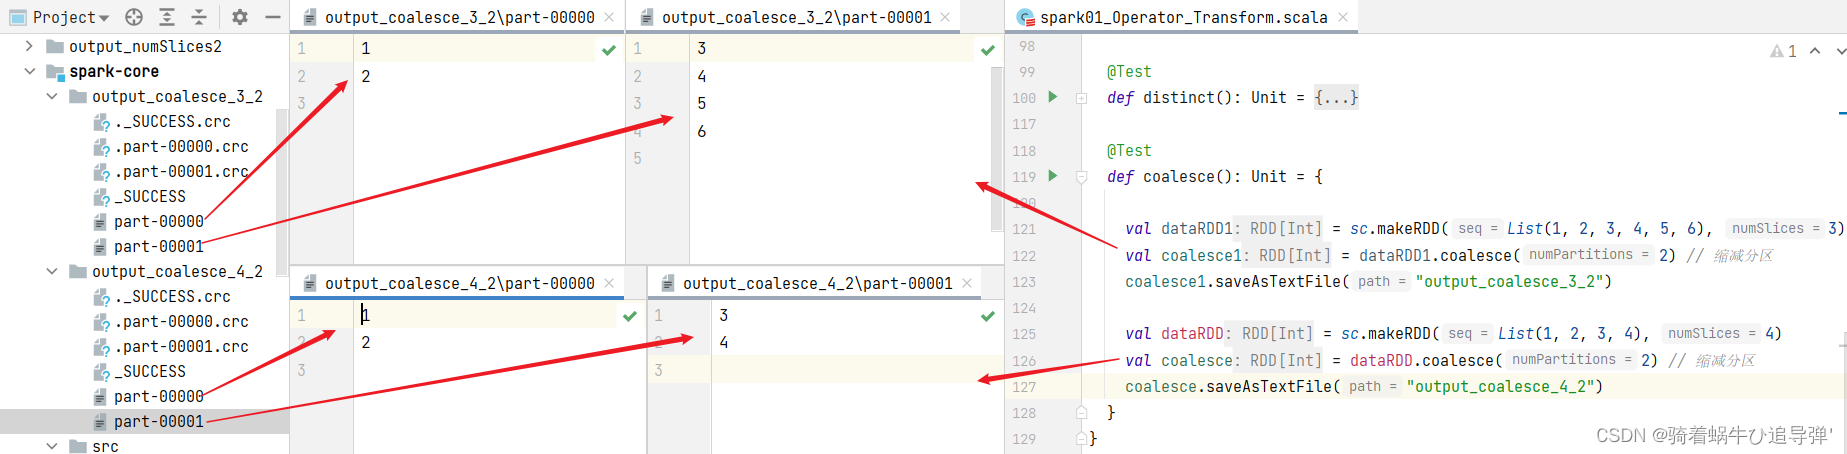 Project
output_numSlices2
spark-core
output_coalesce_3_2
._SUCCESS.crc
.part-00000.crc
.part-00001.crc
_SUCCESS
part-00000
part-00001
output_coalesce_4_2
._SUCCESS.crc
.part-00000.crc
.part-00001.crc
_SUCCESS
part-00000
part-00001
src
output_coalesce_3_2\part-00000
1 1
2 2
3
output_coalesce_3_2\part-00001
1 3
2 4
3 5
4 6
5
output_coalesce_4_2\part-00000
1 1
2 2
3
output_coalesce_4_2\part-00001
1 3
2 4
3
spark01_Operator_Transform.scala
1
98
99 @Test
100 def distinct(): Unit = {...}
117
118 @Test
119 def coalesce(): Unit = {
120
121 val dataRDD1: RDD[Int] = sc.makeRDD( seq = List(1, 2, 3, 4, 5, 6), numSlices = 3)
122 val coalesce1: RDD[Int] = dataRDD1.coalesce( numPartitions = 2) // 缩减分区
123 coalesce1.saveAsTextFile( path = "output_coalesce_3_2")
124
125 val dataRDD: RDD[Int] = sc.makeRDD( seq = List(1, 2, 3, 4), numSlices = 4)
126 val coalesce: RDD[Int] = dataRDD.coalesce( numPartitions = 2) // 缩减分区
127 coalesce.saveAsTextFile( path = "output_coalesce_4_2")
128 }
129 }
CSDN @骑着蜗牛ひ追导弹'